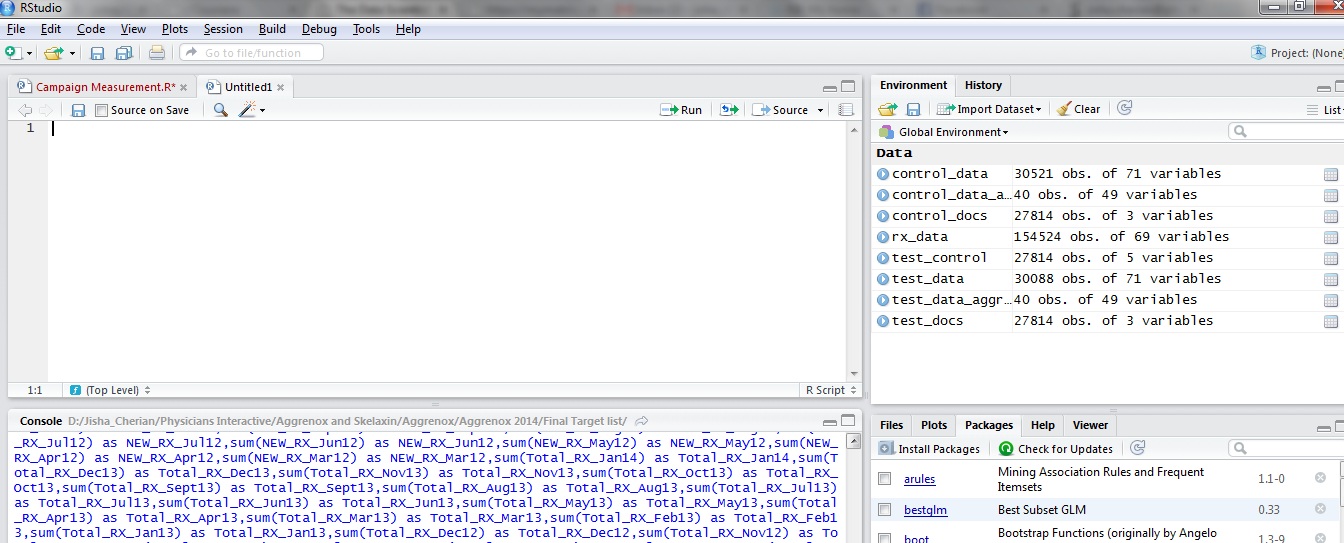 RStudio
File Edit Code View Plots Session Build Debug Tools Help
Go to file/function
Project: (None
Campaign Measurement.R* Untitled1
Source on Save Run Source
1
1:1 (Top Level) R Script
Console D:/Jisha_Cherian/Physicians Interactive/Aggrenox and Skelaxin/Aggrenox/Aggrenox 2014/Final Target list/
_RX_Jul12) as NEW_RX_Jul12,sum(NEW_RX_Jun12) as NEW_RX_Jun12,sum(NEW_RX_May12) as NEW_RX_May12,sum(NEW_
RX_Apr12) as NEW_RX_Apr12,sum(NEW_RX_Mar12) as NEW_RX_Mar12,sum(Total_RX_Jan14) as Total_RX_Jan14,sum(T
otal_RX_Dec13) as Total_RX_Dec13,sum(Total_RX_Nov13) as Total_RX_Nov13,sum(Total_RX_Oct13) as Total_RX_
Oct13,sum(Total_RX_Sept13) as Total_RX_Sept13,sum(Total_RX_Aug13) as Total_RX_Aug13,sum(Total_RX_Jul13)
as Total_RX_Jul13,sum(Total_RX_Jun13) as Total_RX_Jun13,sum(Total_RX_May13) as Total_RX_May13,sum(Total
_RX_Apr13) as Total_RX_Apr13,sum(Total_RX_Mar13) as Total_RX_Mar13,sum(Total_RX_Feb13) as Total_RX_Feb1
3,sum(Total_RX_Jan13) as Total_RX_Jan13,sum(Total_RX_Dec12) as Total_RX_Dec12,sum(Total_RX_Nov12) as To
Environment History
Import Dataset Clear List
Global Environment
Data
control_data 30521 obs. of 71 variables
control_data_a… 40 obs. of 49 variables
control_docs 27814 obs. of 3 variables
rx_data 154524 obs. of 69 variables
test_control 27814 obs. of 5 variables
test_data 30088 obs. of 71 variables
test_data_aggr… 40 obs. of 49 variables
test_docs 27814 obs. of 3 variables
Files Plots Packages Help Viewer
Install Packages Check for Updates
arules Mining Association Rules and Frequent 1.1-0
Itemsets
bestglm Best Subset GLM 0.33
boot Bootstrap Functions (originally by Angelo 1.3-9